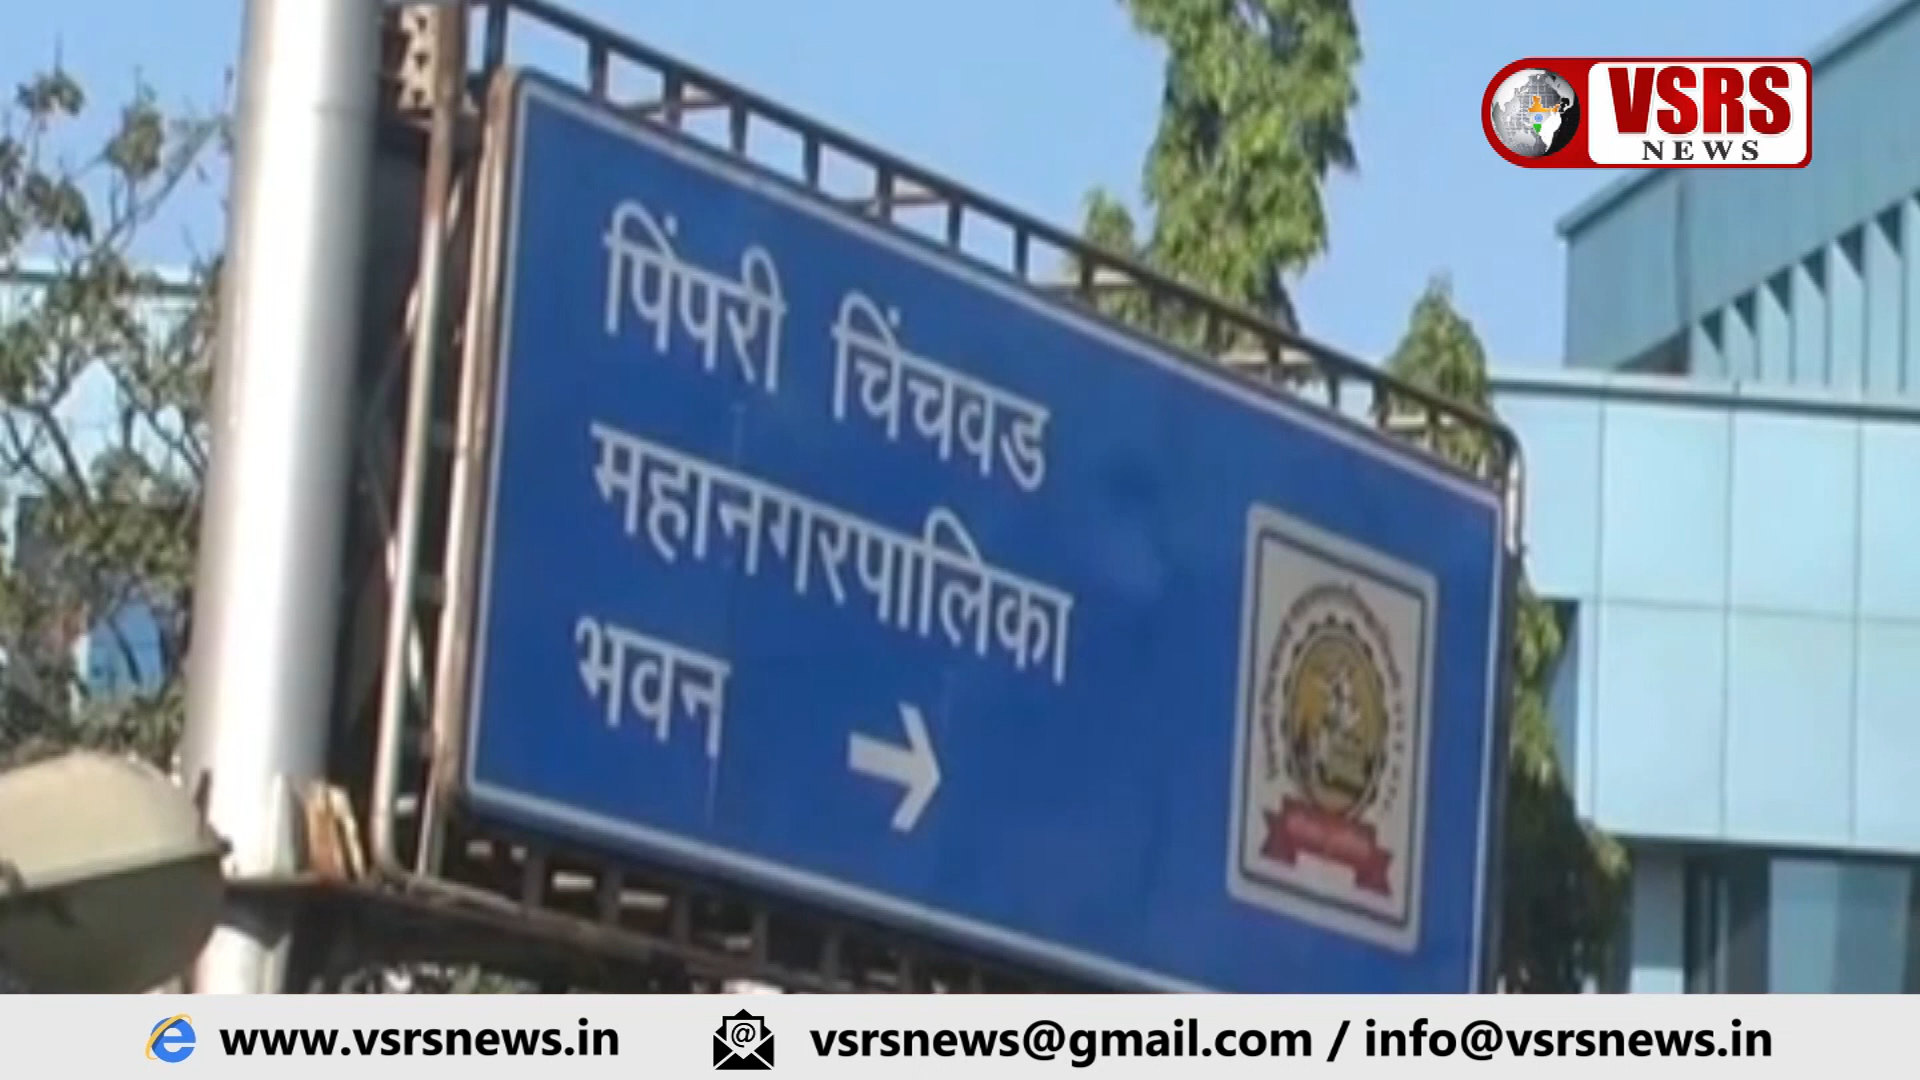 VSRS
NEWS
पिंपरी चिंचवड
महानगरपालिका
भवन
www.vsrsnews.in
vsrsnews@gmail.com / info@vsrsnews.in